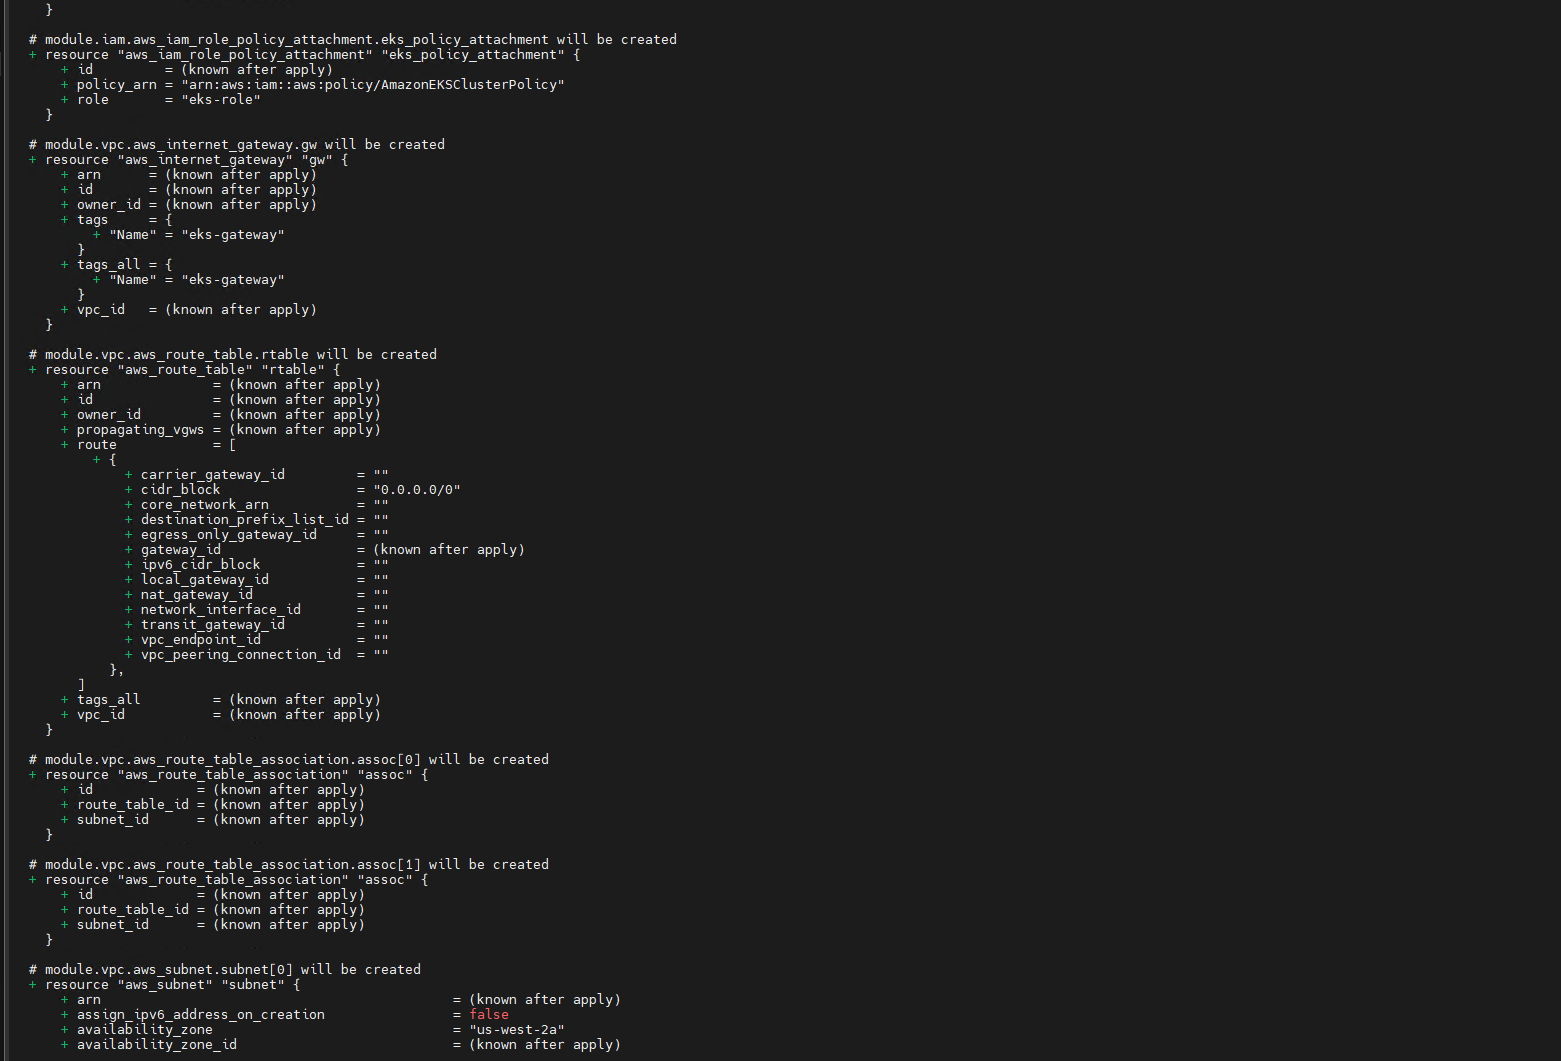 }
# module.iam.aws_iam_role_policy_attachment.eks_policy_attachment will be created
+ resource "aws_iam_role_policy_attachment" "eks_policy_attachment" {
+ id = (known after apply)
+ policy_arn = "arn:aws:iam::aws:policy/AmazonEKSClusterPolicy"
+ role = "eks-role"
}
# module.vpc.aws_internet_gateway.gw will be created
+ resource "aws_internet_gateway" "gw" {
+ arn = (known after apply)
+ id = (known after apply)
+ owner_id = (known after apply)
+ tags = {
+ "Name" = "eks-gateway"
}
+ tags_all = {
+ "Name" = "eks-gateway"
}
+ vpc_id = (known after apply)
}
# module.vpc.aws_route_table.rtable will be created
+ resource "aws_route_table" "rtable" {
+ arn = (known after apply)
+ id = (known after apply)
+ owner_id = (known after apply)
+ propagating_vgws = (known after apply)
+ route = [
+ {
+ carrier_gateway_id = ""
+ cidr_block = "0.0.0.0/0"
+ core_network_arn = ""
+ destination_prefix_list_id = ""
+ egress_only_gateway_id = ""
+ gateway_id = (known after apply)
+ ipv6_cidr_block = ""
+ local_gateway_id = ""
+ nat_gateway_id = ""
+ network_interface_id = ""
+ transit_gateway_id = ""
+ vpc_endpoint_id = ""
+ vpc_peering_connection_id = ""
},
]
+ tags_all = (known after apply)
+ vpc_id = (known after apply)
}
# module.vpc.aws_route_table_association.assoc[0] will be created
+ resource "aws_route_table_association" "assoc" {
+ id = (known after apply)
+ route_table_id = (known after apply)
+ subnet_id = (known after apply)
}
# module.vpc.aws_route_table_association.assoc[1] will be created
+ resource "aws_route_table_association" "assoc" {
+ id = (known after apply)
+ route_table_id = (known after apply)
+ subnet_id = (known after apply)
}
# module.vpc.aws_subnet.subnet[0] will be created
+ resource "aws_subnet" "subnet" {
+ arn = (known after apply)
+ assign_ipv6_address_on_creation = false
+ availability_zone = "us-west-2a"
+ availability_zone_id = (known after apply)